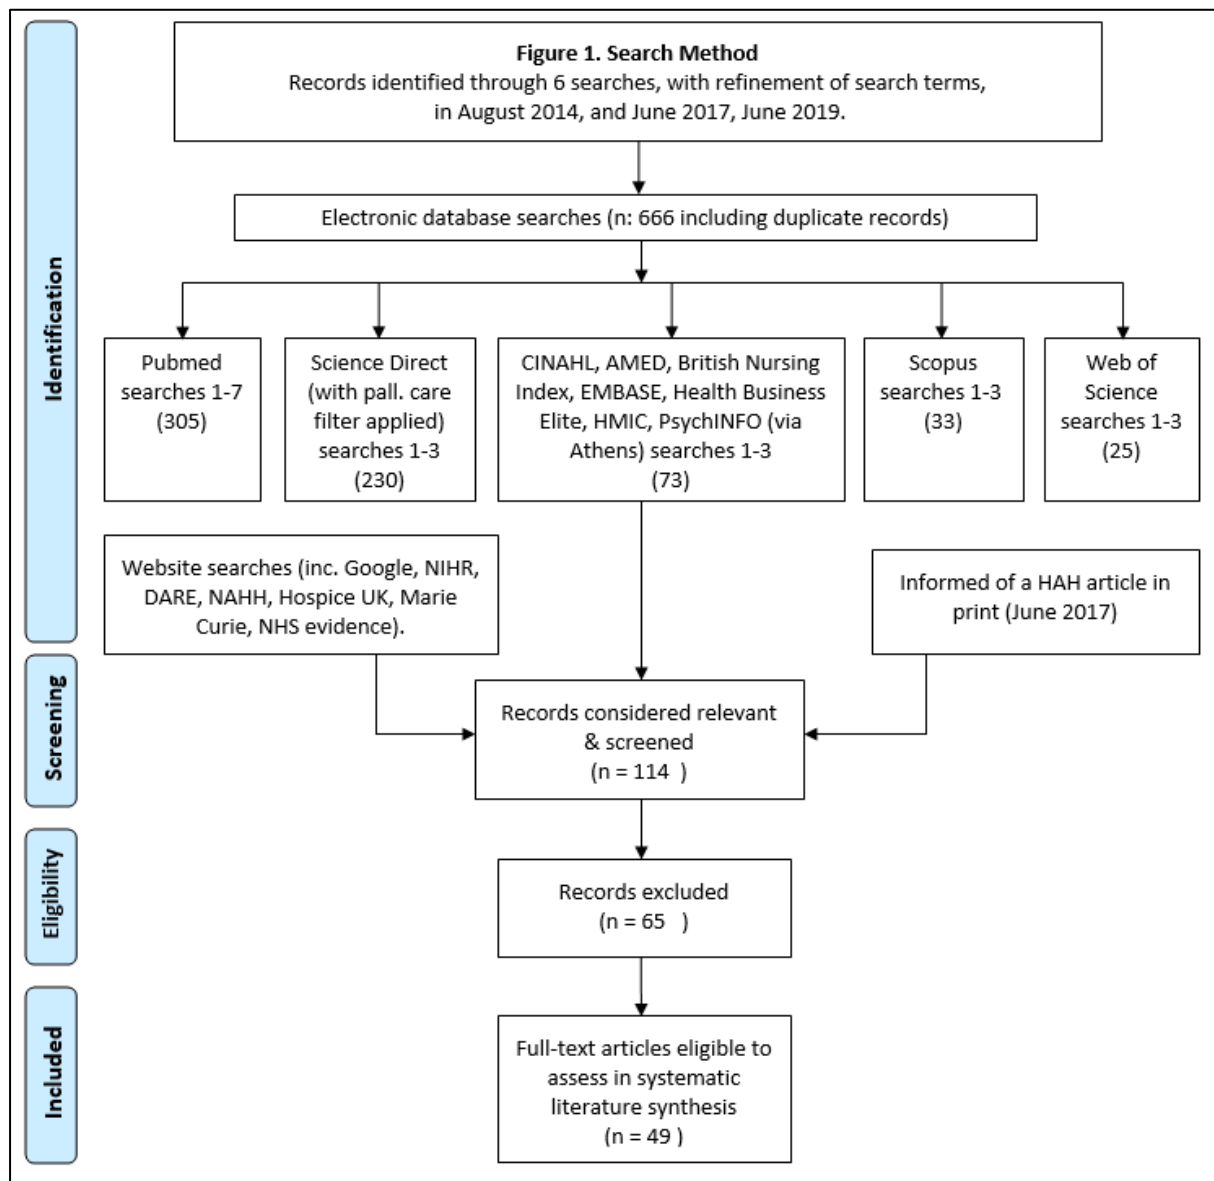 Figure 1. Search Method
Records identified through 6 searches, with refinement of search terms,
in August 2014, and June 2017, June 2019.
Identification
Electronic database searches (n: 666 including duplicate records)
Pubmed
searches 1-7
(305)
Science Direct
(with pall. care
filter applied)
searches 1-3
(230)
CINAHL, AMED, British Nursing
Index, EMBASE, Health Business
Elite, HMIC, PsychINFO (via
Athens) searches 1-3
(73)
Scopus
searches 1-3
(33)
Web of
Science
searches 1-3
(25)
Website searches (inc. Google, NIHR,
DARE, NAHH, Hospice UK, Marie
Curie, NHS evidence).
Informed of a HAH article in
print (June 2017)
Screening
Records considered relevant
& screened
(n = 114  )
Eligibility
Records excluded
(n = 65  )
Included
Full-text articles eligible to
assess in systematic
literature synthesis
(n = 49 )